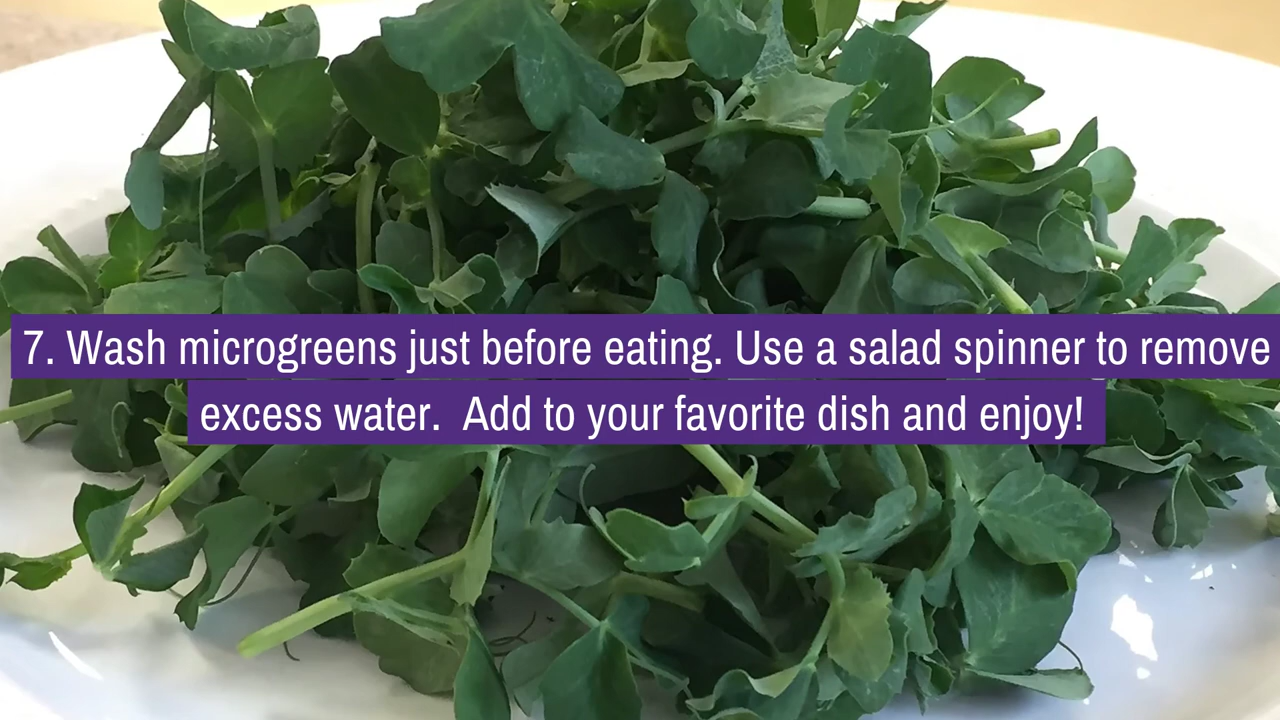 7. Wash microgreens just before eating. Use a salad spinner to remove
excess water.  Add to your favorite dish and enjoy!